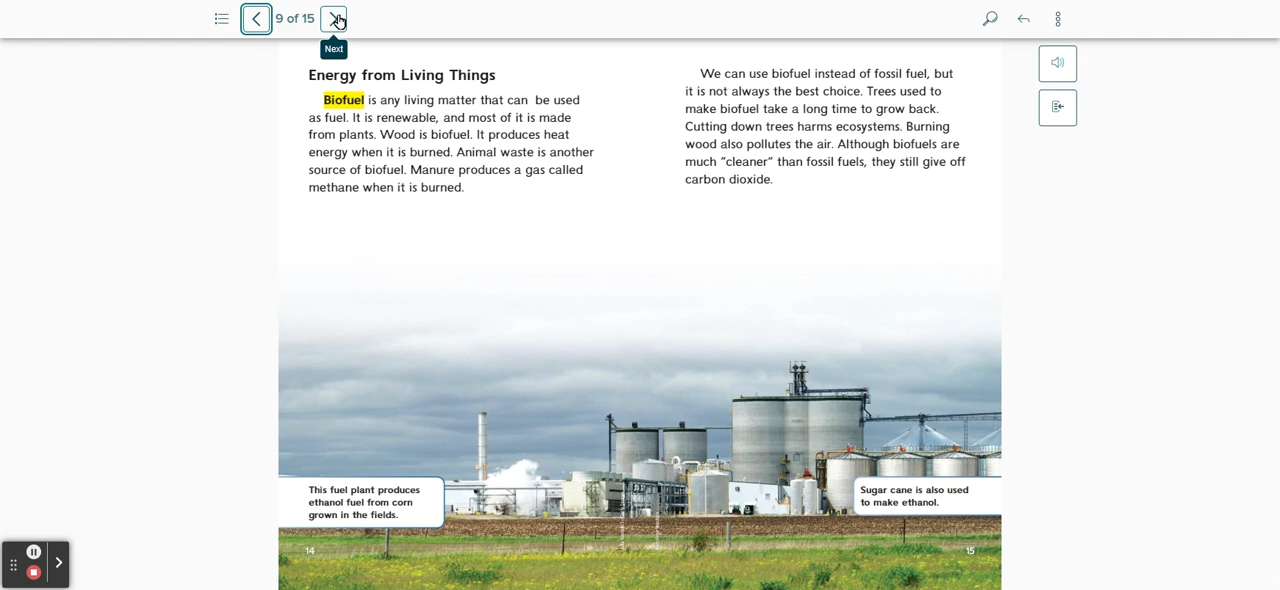 9 of 15
Next
Energy from Living Things
Biofuel is any living matter that can be used
as fuel. It is renewable, and most of it is made
from plants. Wood is biofuel. It produces heat
energy when it is burned. Animal waste is another
source of biofuel. Manure produces a gas called
methane when it is burned.
We can use biofuel instead of fossil fuel, but
it is not always the best choice. Trees used to
make biofuel take a long time to grow back.
Cutting down trees harms ecosystems. Burning
wood also pollutes the air. Although biofuels are
much "cleaner" than fossil fuels, they still give off
carbon dioxide.
This fuel plant produces
ethanol fuel from corn
grown in the fields.
Sugar cane is also used
to make ethanol.
14
15